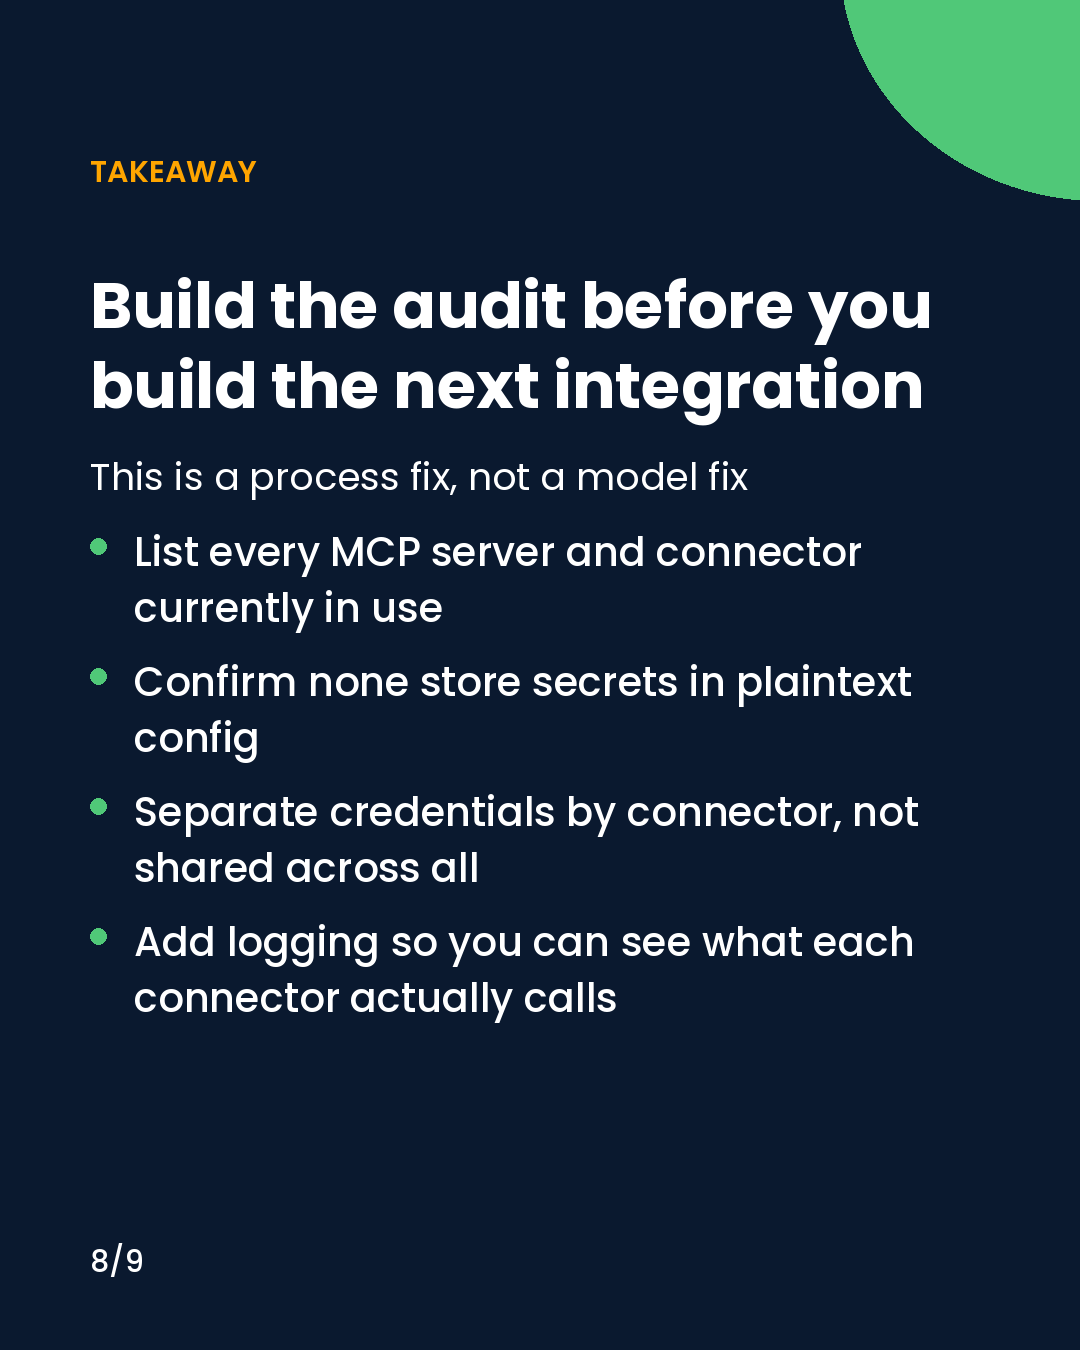 TAKEAWAY
Build the audit before you
build the next integration
This is a process fix, not a model fix
List every MCP server and connector
currently in use
Confirm none store secrets in plaintext
config
Separate credentials by connector, not
shared across all
Add logging so you can see what each
connector actually calls
8/9